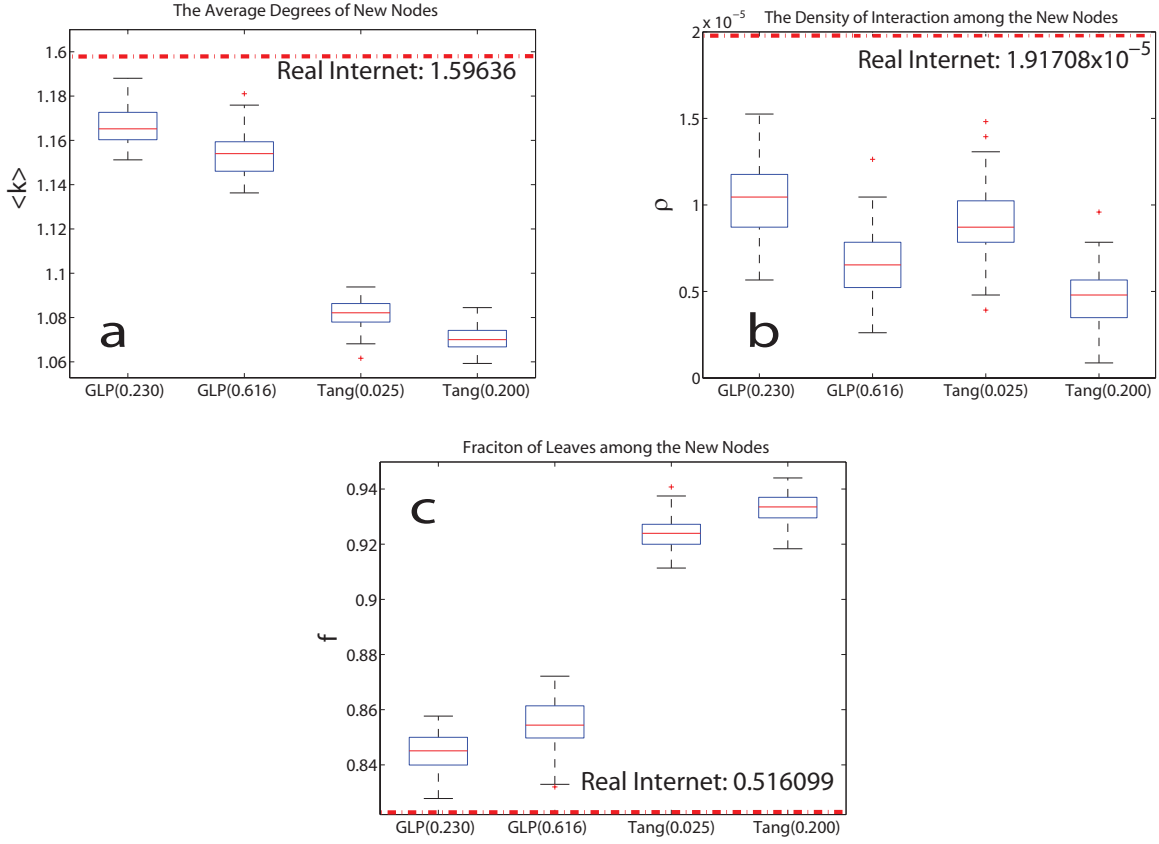 The Average Degrees of New Nodes
1.6
Real Internet: 1.59636
1.18
1.16
1.14
<k>
1.12
1.1
1.08
a
1.06
GLP(0.230) GLP(0.616) Tang(0.025) Tang(0.200)
The Density of Interaction among the New Nodes
2 x 10⁻⁵
Real Internet: 1.91708x10⁻⁵
1.5
ρ
1
0.5
b
0
GLP(0.230) GLP(0.616) Tang(0.025) Tang(0.200)
Fraciton of Leaves among the New Nodes
0.94
c
0.92
0.9
f
0.88
0.86
0.84
Real Internet: 0.516099
GLP(0.230) GLP(0.616) Tang(0.025) Tang(0.200)